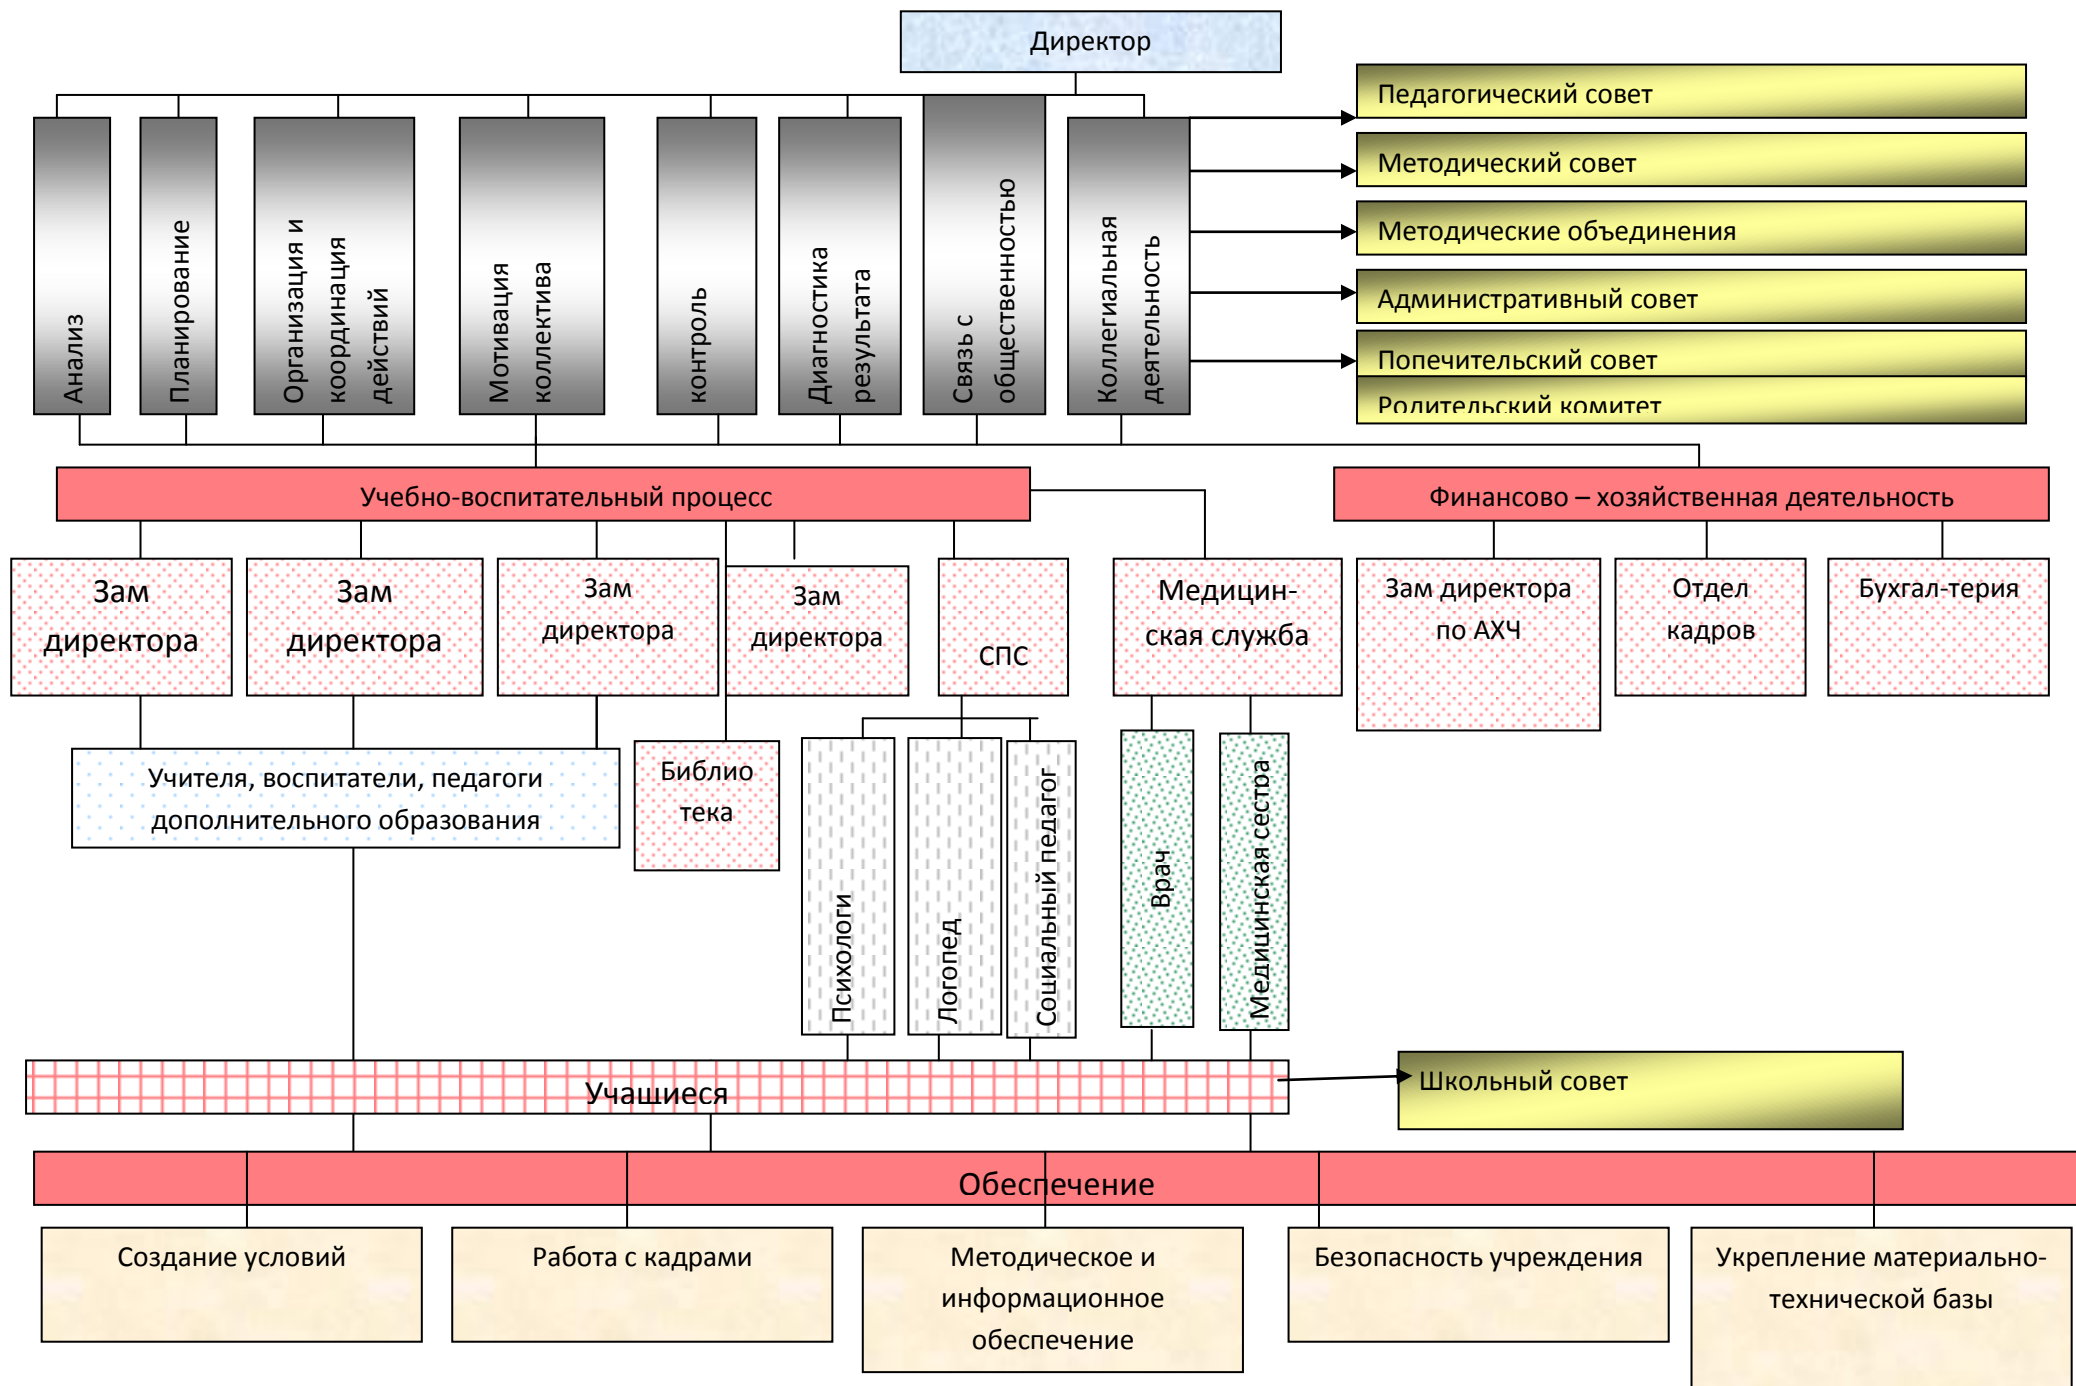 Директор
Педагогический совет
Методический совет
Методические объединения
Административный совет
Попечительский совет
Родительский комитет
Анализ
Планирование
Организация и
координация
действий
Мотивация
коллектива
контроль
Диагностика
результата
Связь с
общественностью
Коллегиальная
деятельность
Учебно-воспитательный процесс
Финансово – хозяйственная деятельность
Зам
директора
Зам
директора
Зам
директора
Зам
директора
СПС
Медицин-
ская служба
Зам директора
по АХЧ
Отдел
кадров
Бухгал-терия
Учителя, воспитатели, педагоги
дополнительного образования
Библио
тека
Психологи
Логопед
Социальный педагог
Врач
Медицинская сестра
Учащиеся
Школьный совет
Обеспечение
Создание условий
Работа с кадрами
Методическое и
информационное
обеспечение
Безопасность учреждения
Укрепление материально-
технической базы